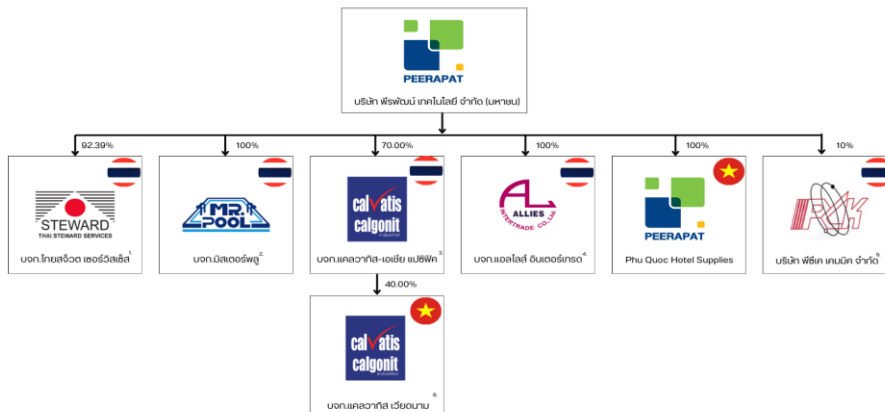 PEERAPAT
บริษัท พีรพัฒน์ เทคโนโลยี จำกัด (มหาชน)
92.39%
100%
70.00%
100%
100%
10%
STEWARD
THAI STEWARD SERVICES
บจก.ไทยสจ๊วต เซอร์วิสเซ็ส 1.
MR.
POOL
บจก.มิสเตอร์พลู 2.
calvatis
calgonit
บจก.แคลวาทิส-เอเชีย แปซิฟิค 3.
AL
ALLIES
INTERTRADE CO.,Ltd.
บจก.แอลไลส์ อินเตอร์เทรด 4.
PEERAPAT
Phu Quoc Hotel Supplies
PCK
บริษัท พีซีเค เคมมิค จำกัด 5.
40.00%
calvatis
calgonit
บจก.แคลวาทิส เวียดนาม 6.